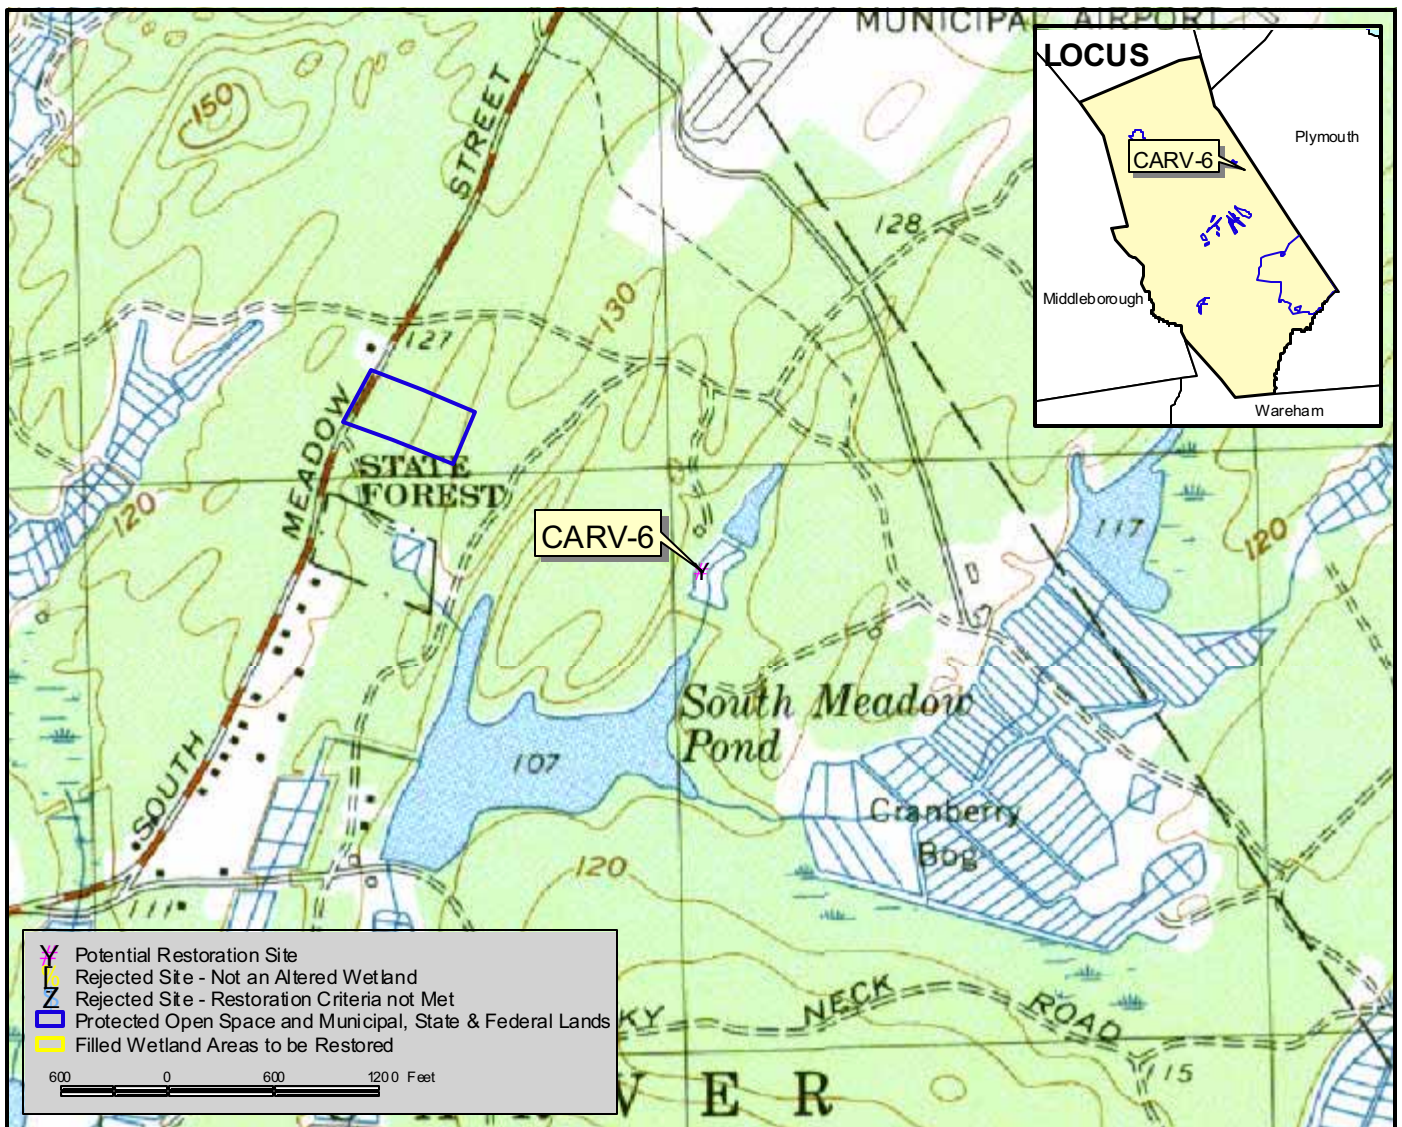 MUNICIPAL AIRPORT
LOCUS
Plymouth
CARV-6
Middleborough
Wareham
150
STREET
128
130
127
MEADOW
STATE
FOREST
120
CARV-6
117
120
South Meadow
Pond
107
SOUTH
Cranberry
Bog
120
111
NECK
ROAD
15
V E R
Potential Restoration Site
Rejected Site - Not an Altered Wetland
Rejected Site - Restoration Criteria not Met
Protected Open Space and Municipal, State & Federal Lands
Filled Wetland Areas to be Restored
600 0 600 1200 Feet